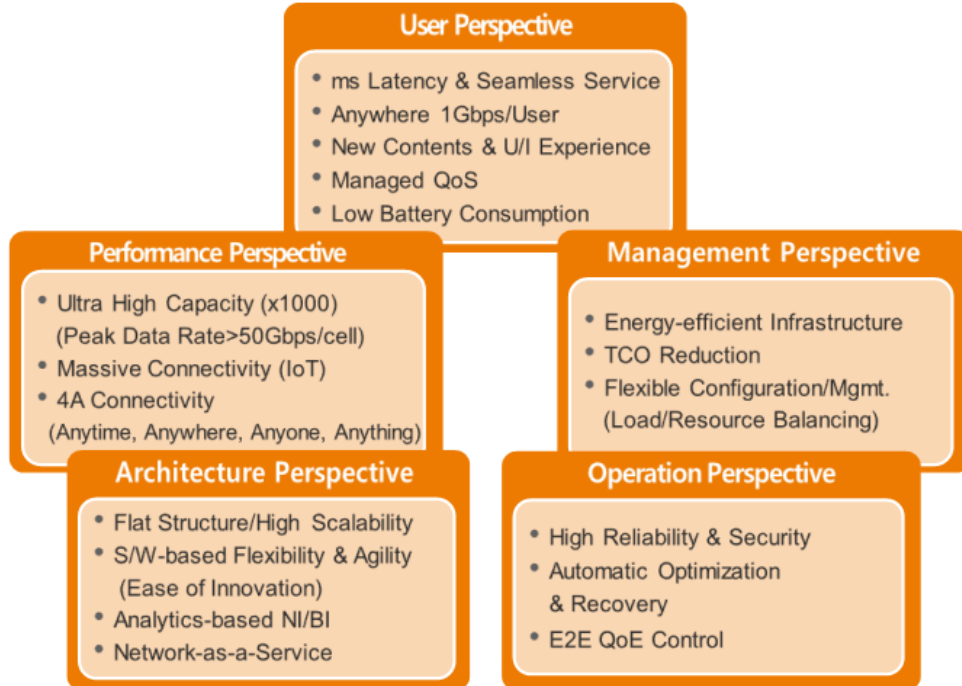 User Perspective
• ms Latency & Seamless Service
• Anywhere 1Gbps/User
• New Contents & U/I Experience
• Managed QoS
• Low Battery Consumption
Performance Perspective
• Ultra High Capacity (x1000)
(Peak Data Rate>50Gbps/cell)
• Massive Connectivity (IoT)
• 4A Connectivity
(Anytime, Anywhere, Anyone, Anything)
Management Perspective
• Energy-efficient Infrastructure
• TCO Reduction
• Flexible Configuration/Mgmt.
(Load/Resource Balancing)
Architecture Perspective
• Flat Structure/High Scalability
• S/W-based Flexibility & Agility
(Ease of Innovation)
• Analytics-based NI/BI
• Network-as-a-Service
Operation Perspective
• High Reliability & Security
• Automatic Optimization
& Recovery
• E2E QoE Control